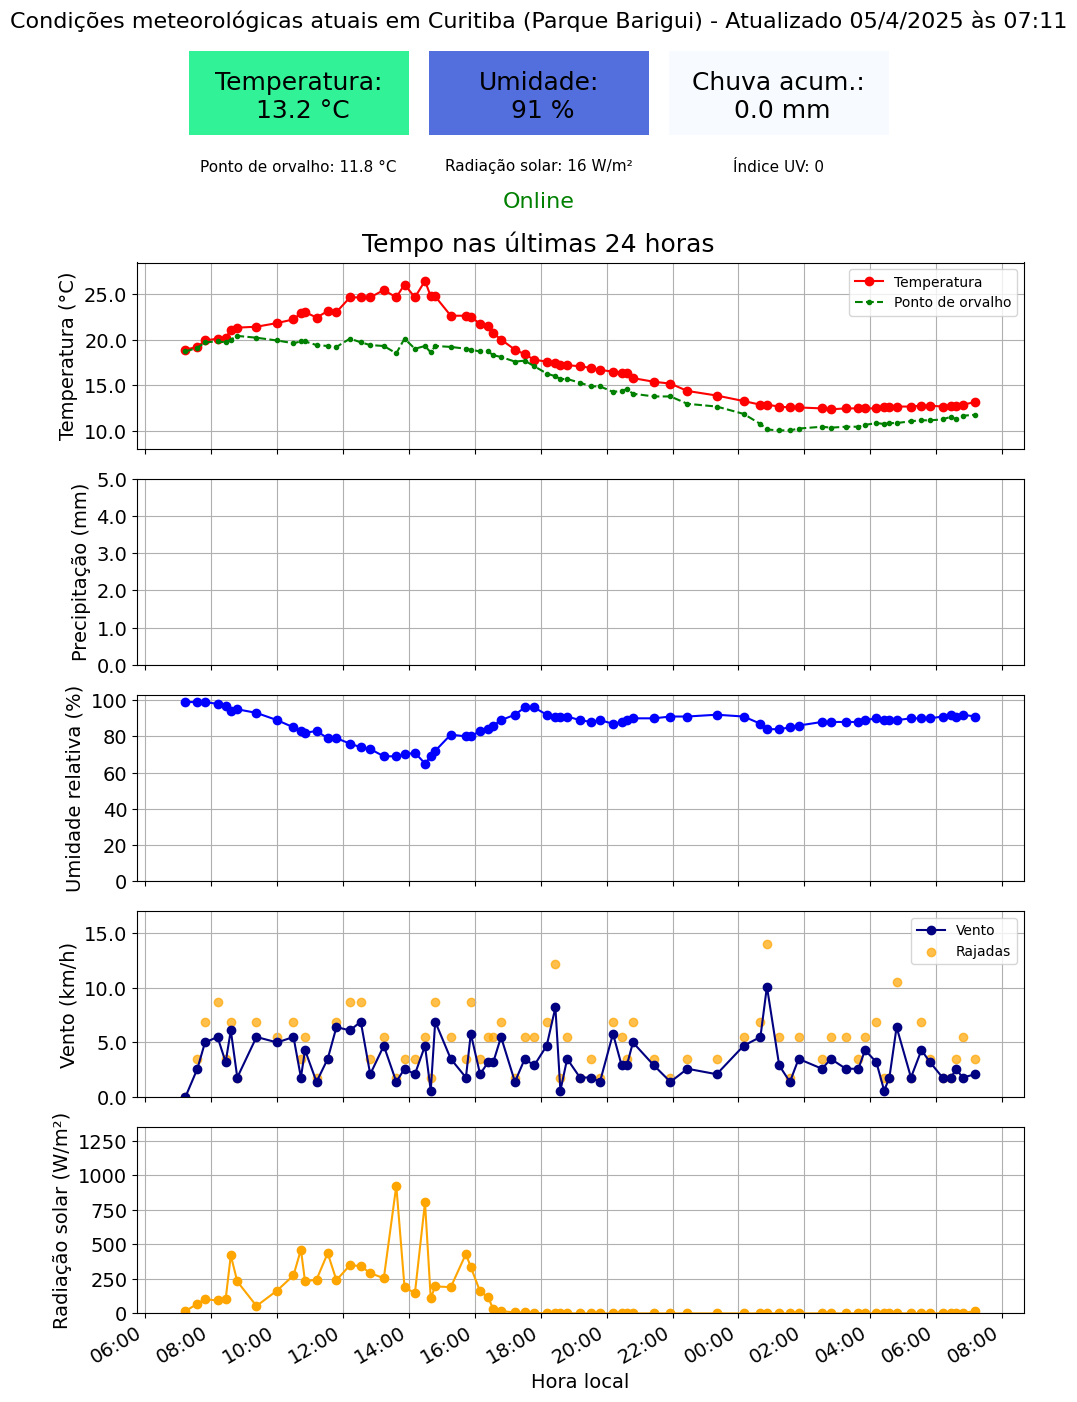 Condições meteorológicas atuais em Curitiba (Parque Barigui) - Atualizado 05/4/2025 às 07:11
Temperatura:
13.2 °C
Umidade:
91 %
Chuva acum.:
0.0 mm
Ponto de orvalho: 11.8 °C
Radiação solar: 16 W/m²
Índice UV: 0
Online
Tempo nas últimas 24 horas
Temperatura (°C)
25.0
20.0
15.0
10.0
Temperatura
Ponto de orvalho
Precipitação (mm)
5.0
4.0
3.0
2.0
1.0
0.0
Umidade relativa (%)
100
80
60
40
20
0
Vento (km/h)
15.0
10.0
5.0
0.0
Vento
Rajadas
Radiação solar (W/m²)
1250
1000
750
500
250
0
06:00
08:00
10:00
12:00
14:00
16:00
18:00
20:00
22:00
00:00
02:00
04:00
06:00
08:00
Hora local